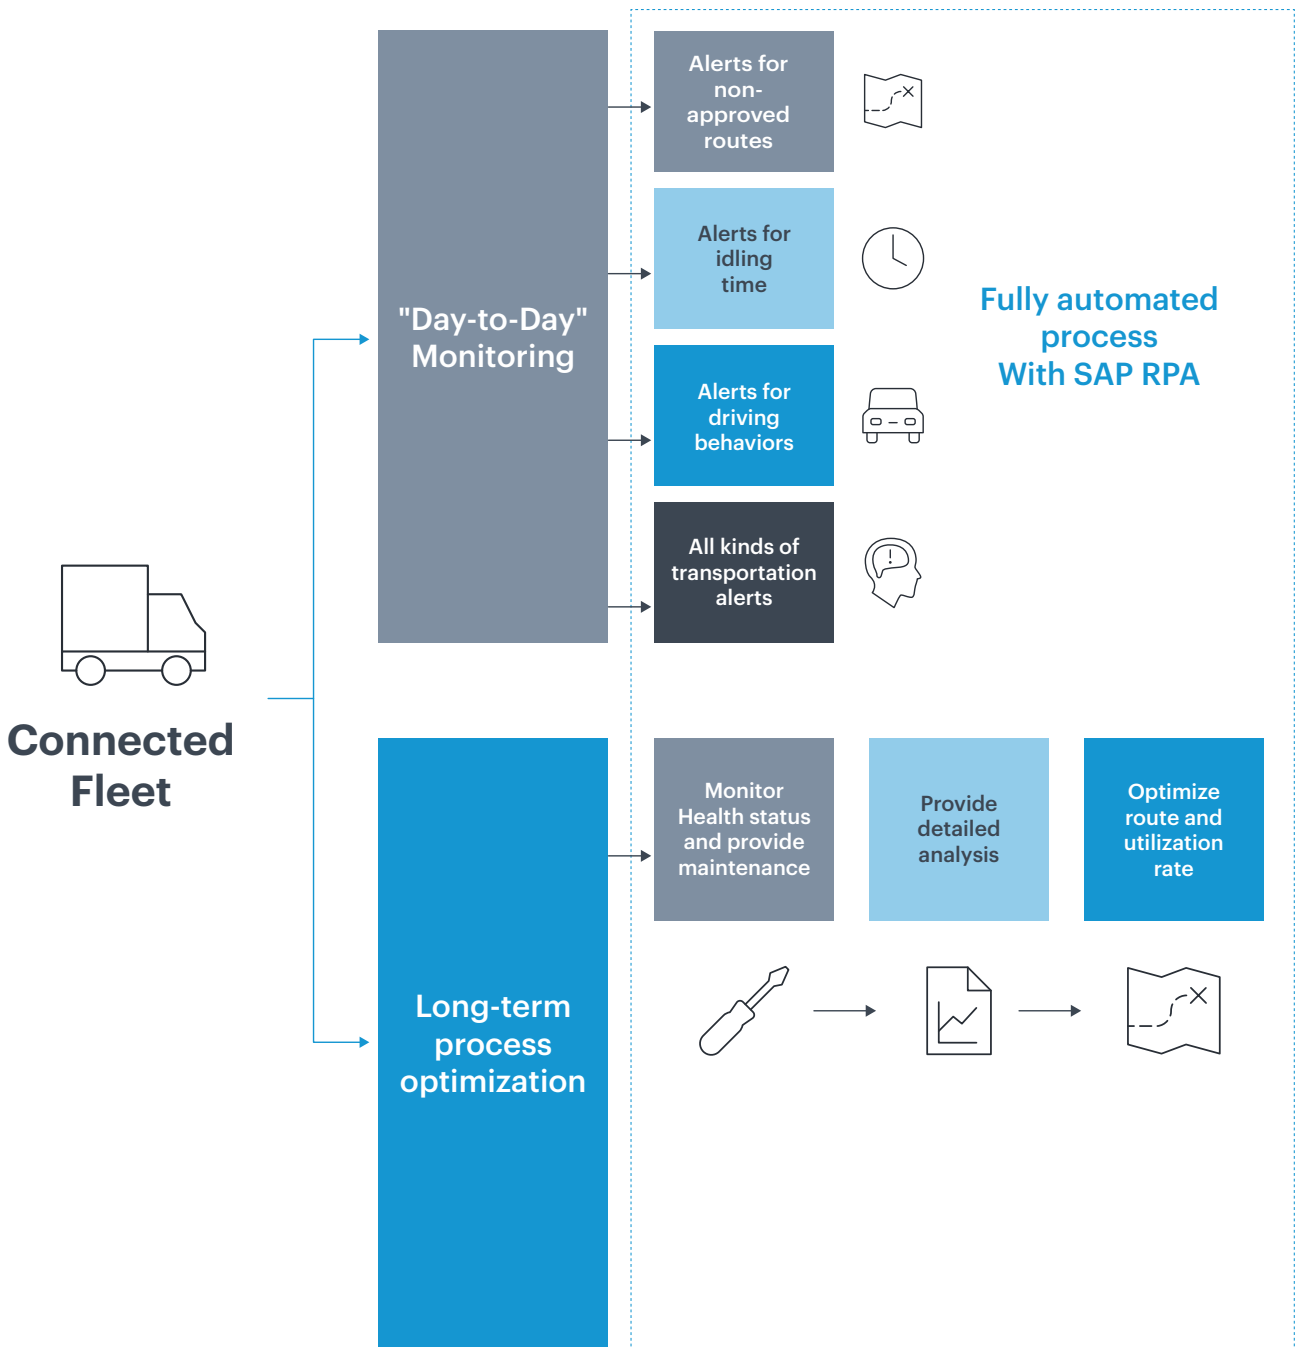 Alerts for
non-
approved
routes
Alerts for
idling
time
Fully automated
process
With SAP RPA
"Day-to-Day"
Monitoring
Alerts for
driving
behaviors
All kinds of
transportation
alerts
!
Connected
Fleet
Monitor
Health status
and provide
maintenance
Provide
detailed
analysis
Optimize
route and
utilization
rate
Long-term
process
optimization